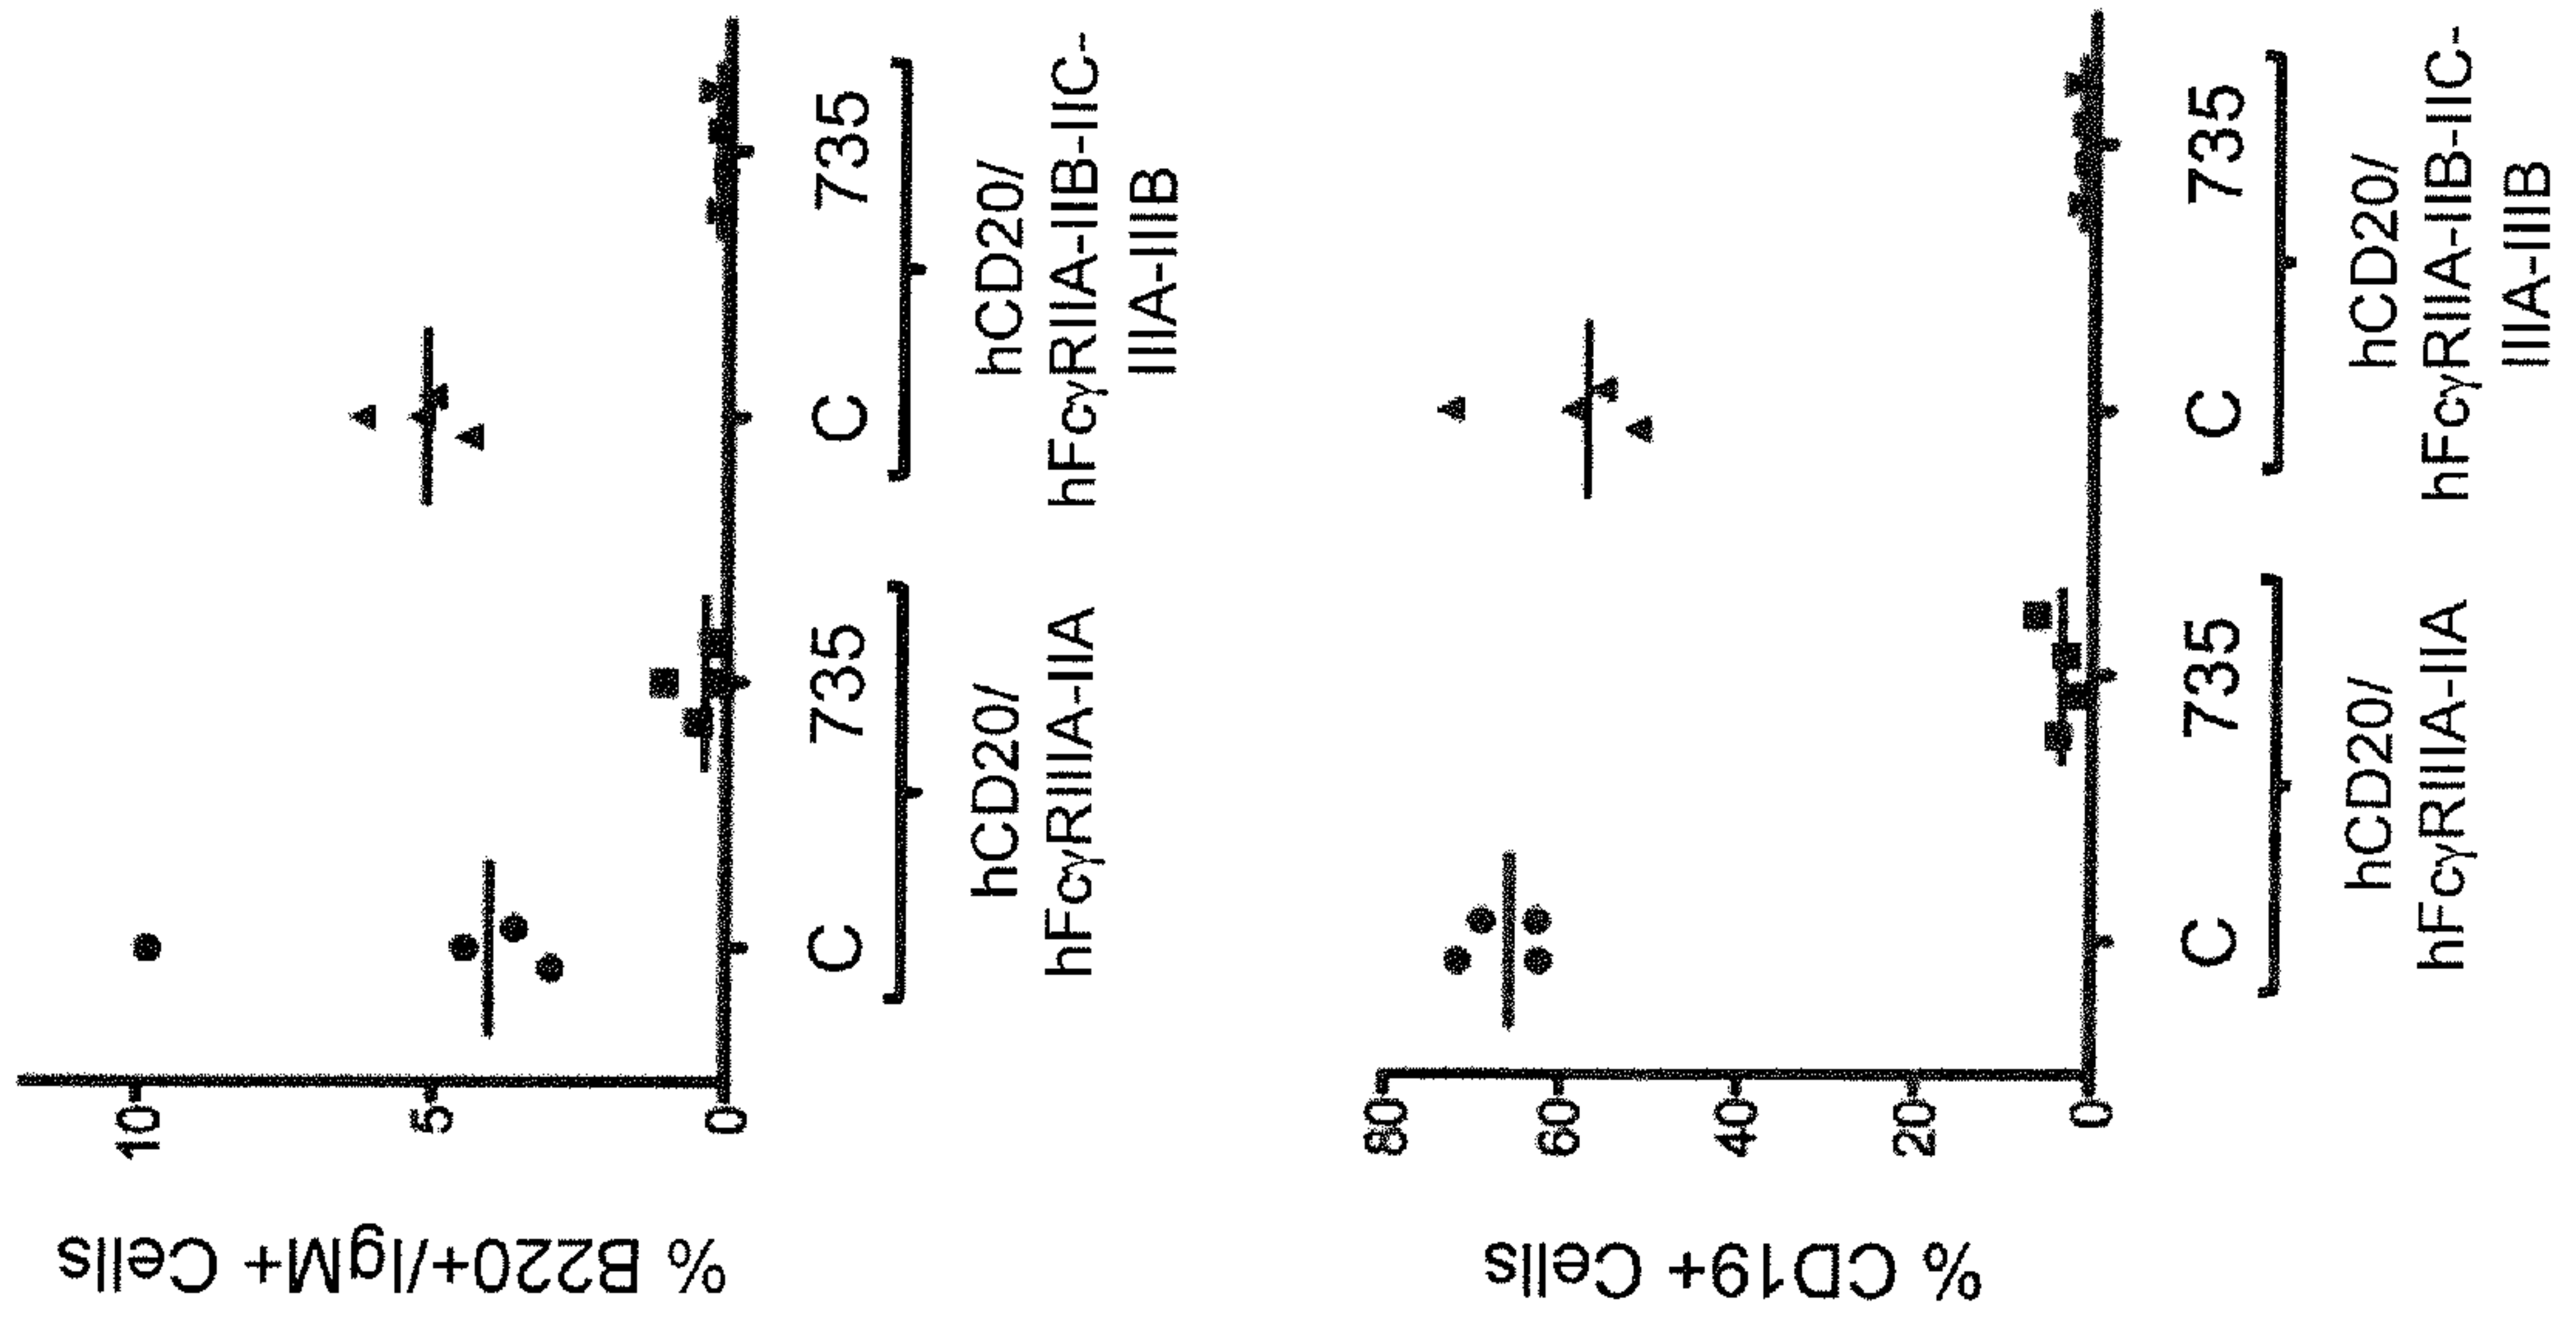 % B220+/IgM+ Cells
10
5
0
C
735
C
735
hCD20/
hFcγRIIIA-IIA
hCD20/
hFcγRIIA-IIB-IIC-
IIIA-IIIB
% CD19+ Cells
80
60
40
20
0
C
735
C
735
hCD20/
hFcγRIIIA-IIA
hCD20/
hFcγRIIA-IIB-IIC-
IIIA-IIIB